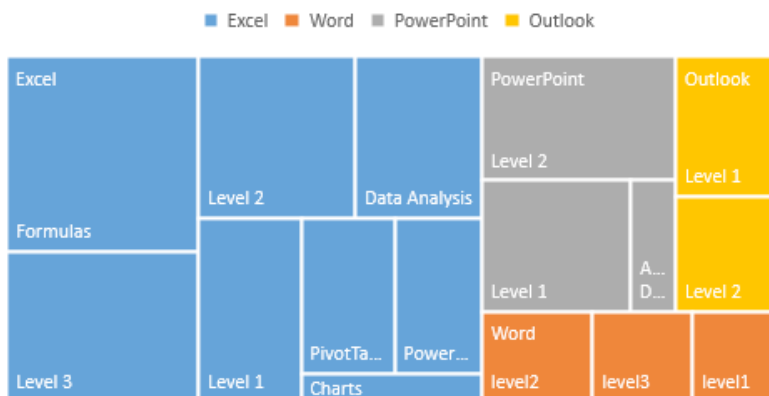 Excel Word PowerPoint Outlook
Excel
Formulas
Level 3
Level 2
Data Analysis
Level 1
PivotTa...
Power...
Charts
PowerPoint
Level 2
Level 1
A...
D...
Outlook
Level 1
Level 2
Word
level2
level3
level1